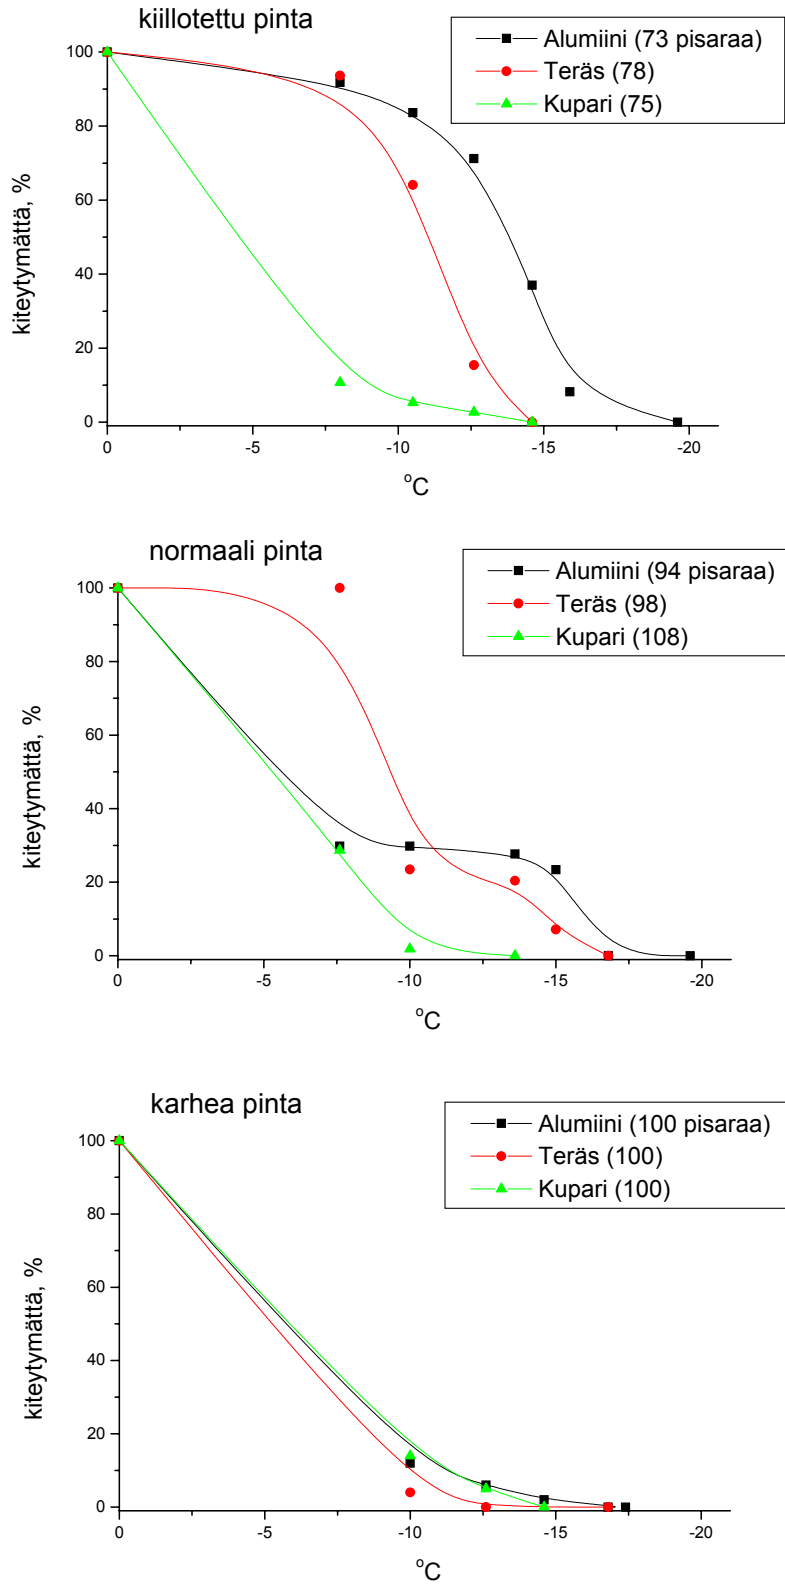 kiillotettu pinta
Alumiini (73 pisaraa)
Teräs (78)
Kupari (75)
kiteytymättä, %
100
80
60
40
20
0
0 -5 -10 -15 -20
°C
normaali pinta
Alumiini (94 pisaraa)
Teräs (98)
Kupari (108)
kiteytymättä, %
100
80
60
40
20
0
0 -5 -10 -15 -20
°C
karhea pinta
Alumiini (100 pisaraa)
Teräs (100)
Kupari (100)
kiteytymättä, %
100
80
60
40
20
0
0 -5 -10 -15 -20
°C